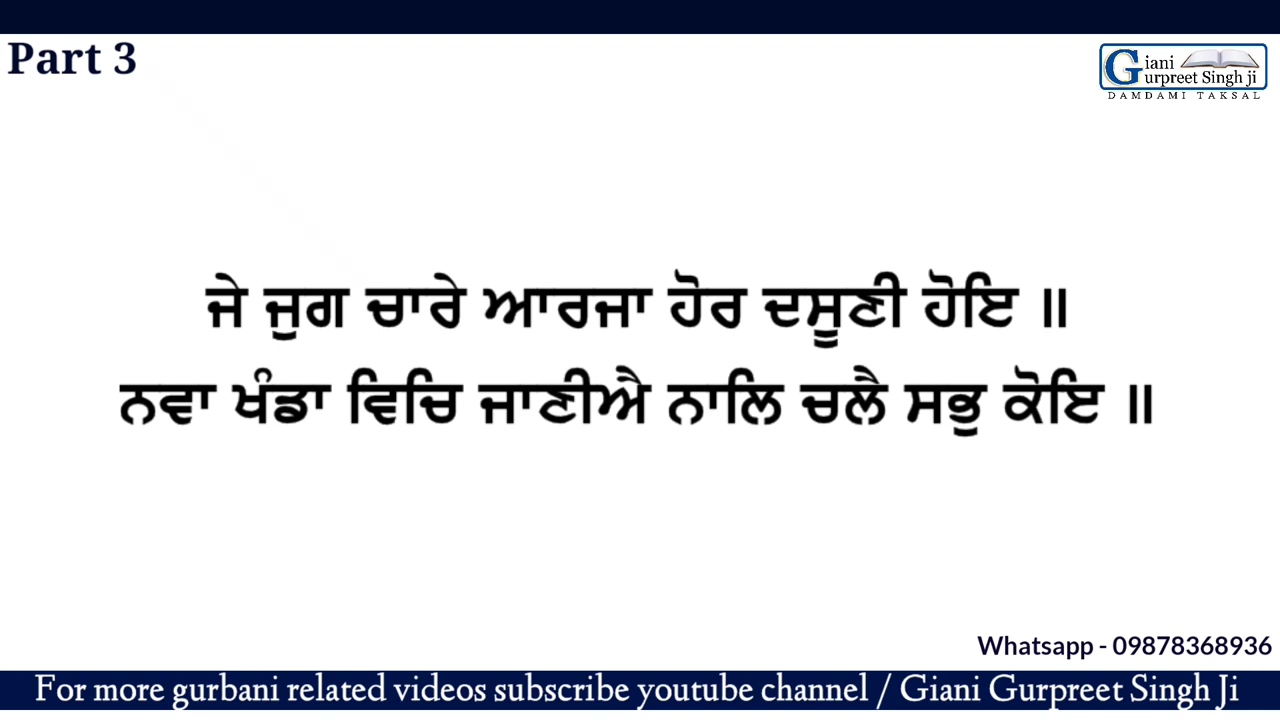 Part 3
Giani
Gurpreet Singh ji
DAMDAMI TAKSAL
ਜੇ ਜੁਗ ਚਾਰੇ ਆਰਜਾ ਹੋਰ ਦਸੂਣੀ ਹੋਇ ॥
ਨਵਾ ਖੰਡਾ ਵਿਚਿ ਜਾਣੀਐ ਨਾਲਿ ਚਲੈ ਸਭੁ ਕੋਇ ॥
Whatsapp - 09878368936
For more gurbani related videos subscribe youtube channel / Giani Gurpreet Singh Ji